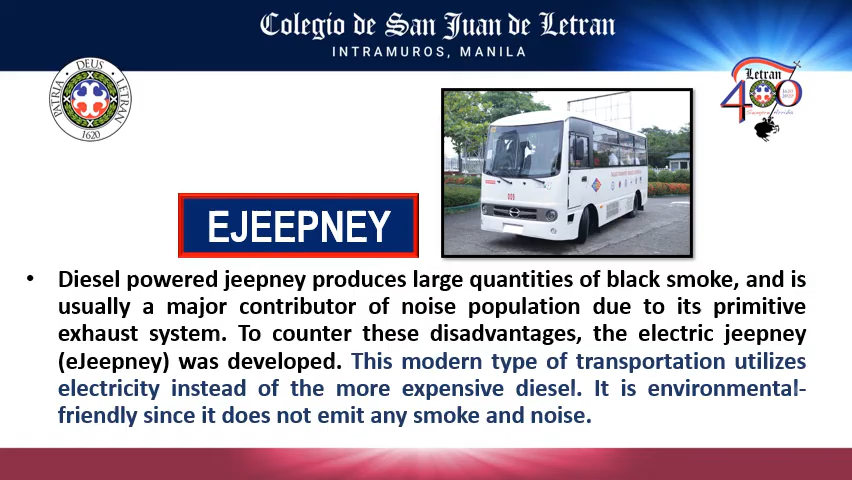 Colegio de San Juan de Letran
INTRAMUROS, MANILA
DEUS
PATRIA
LETRAN
1620
Letran
400
EJEEPNEY
• Diesel powered jeepney produces large quantities of black smoke, and is
usually a major contributor of noise population due to its primitive
exhaust system. To counter these disadvantages, the electric jeepney
(eJeepney) was developed. This modern type of transportation utilizes
electricity instead of the more expensive diesel. It is environmental-
friendly since it does not emit any smoke and noise.